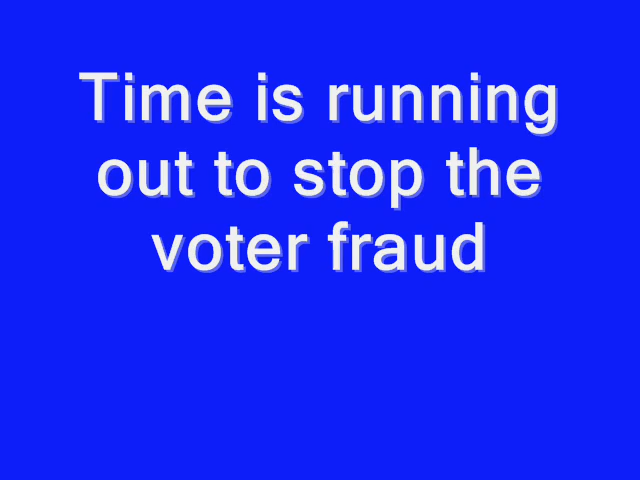 Time is running
out to stop the
voter fraud